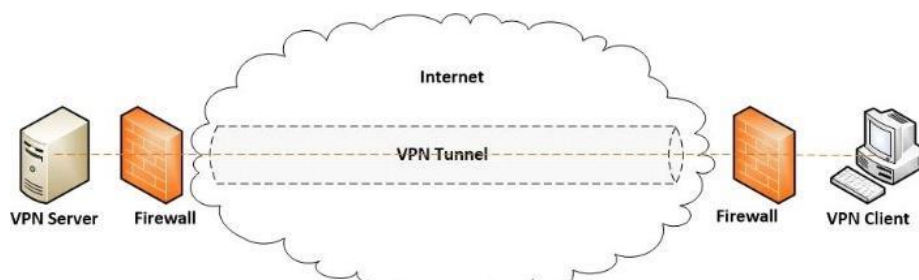 Internet
VPN Tunnel
VPN Server
Firewall
Firewall
VPN Client